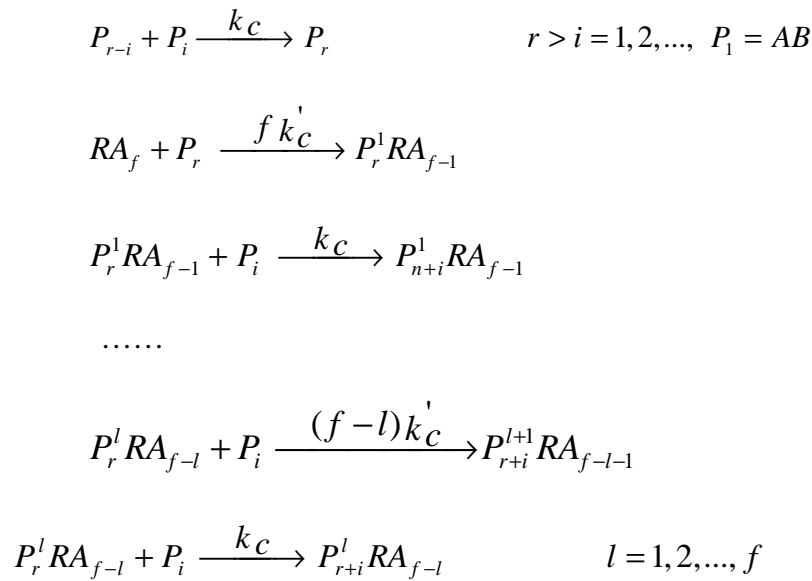 $P_{r-i} + P_i \xrightarrow{k_C} P_r \qquad r > i = 1,2,..., \; P_1 = AB$
$RA_f + P_r \xrightarrow{f k_C^{'}} P_r^1 RA_{f-1}$
$P_r^1 RA_{f-1} + P_i \xrightarrow{k_C} P_{n+i}^1 RA_{f-1}$
......
$P_r^l RA_{f-l} + P_i \xrightarrow{(f-l) k_C^{'}} P_{r+i}^{l+1} RA_{f-l-1}$
$P_r^l RA_{f-l} + P_i \xrightarrow{k_C} P_{r+i}^l RA_{f-l} \qquad l = 1,2,..., f$